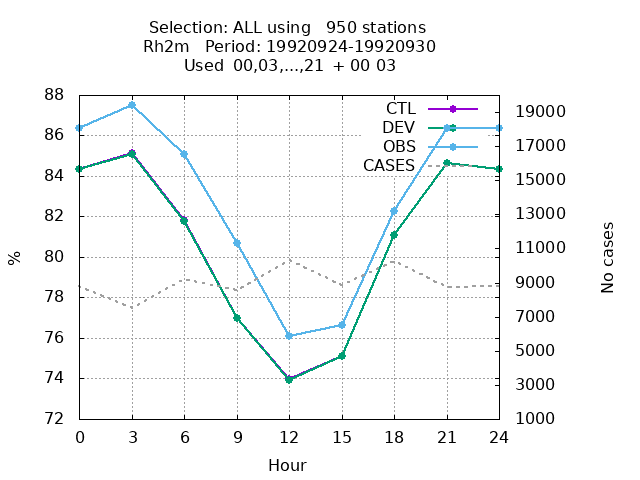 Selection: ALL using 950 stations
Rh2m Period: 19920924-19920930
Used 00,03,...,21 + 00 03
88
86
84
82
80
78
76
74
72
%
CTL
DEV
OBS
CASES
19000
17000
15000
13000
11000
9000
7000
5000
3000
1000
No cases
0 3 6 9 12 15 18 21 24
Hour